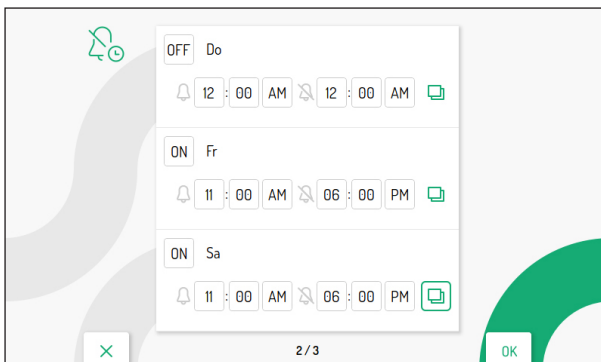 OFF Do
12 : 00 AM 12 : 00 AM
ON Fr
11 : 00 AM 06 : 00 PM
ON Sa
11 : 00 AM 06 : 00 PM
2/3 OK